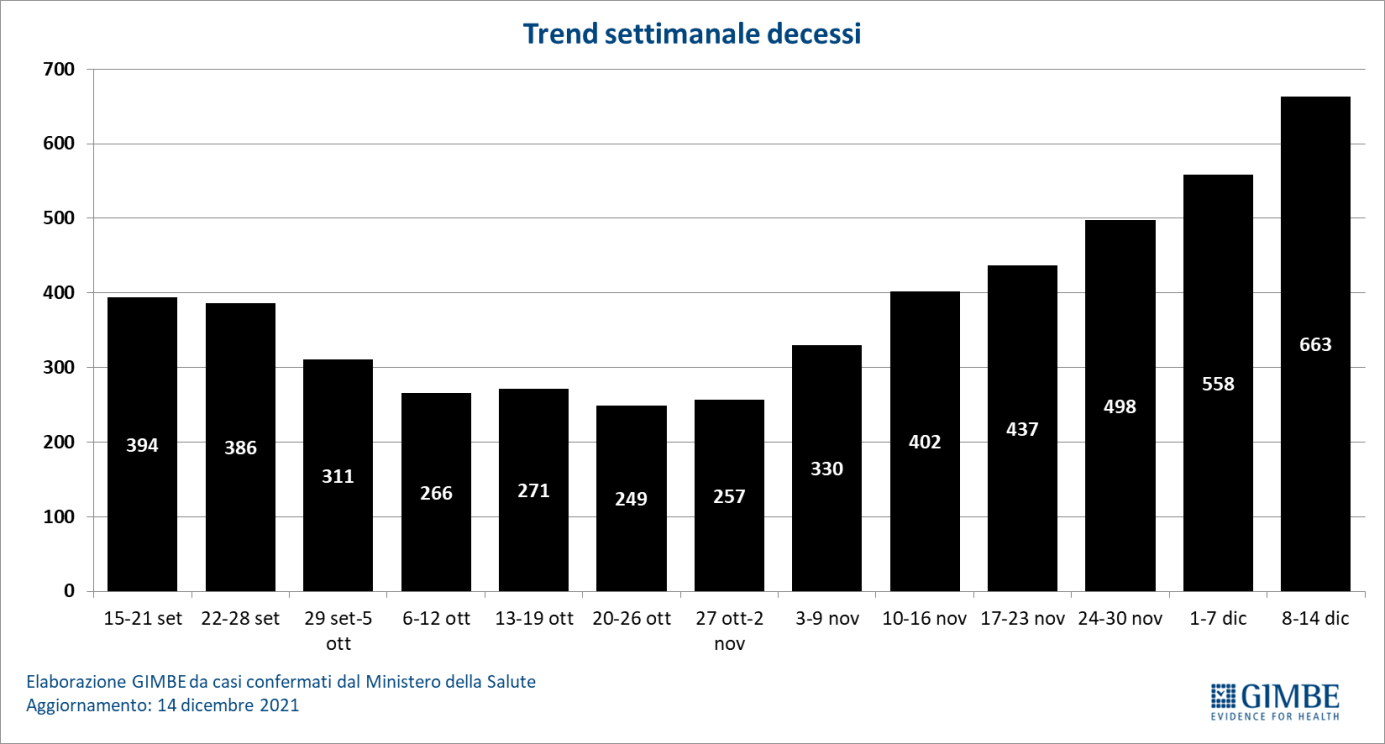 Trend settimanale decessi
700
600
500
400
300
200
100
0
394
386
311
266
271
249
257
330
402
437
498
558
663
15-21 set
22-28 set
29 set-5
ott
6-12 ott
13-19 ott
20-26 ott
27 ott-2
nov
3-9 nov
10-16 nov
17-23 nov
24-30 nov
1-7 dic
8-14 dic
Elaborazione GIMBE da casi confermati dal Ministero della Salute
Aggiornamento: 14 dicembre 2021
GIMBE
EVIDENCE FOR HEALTH